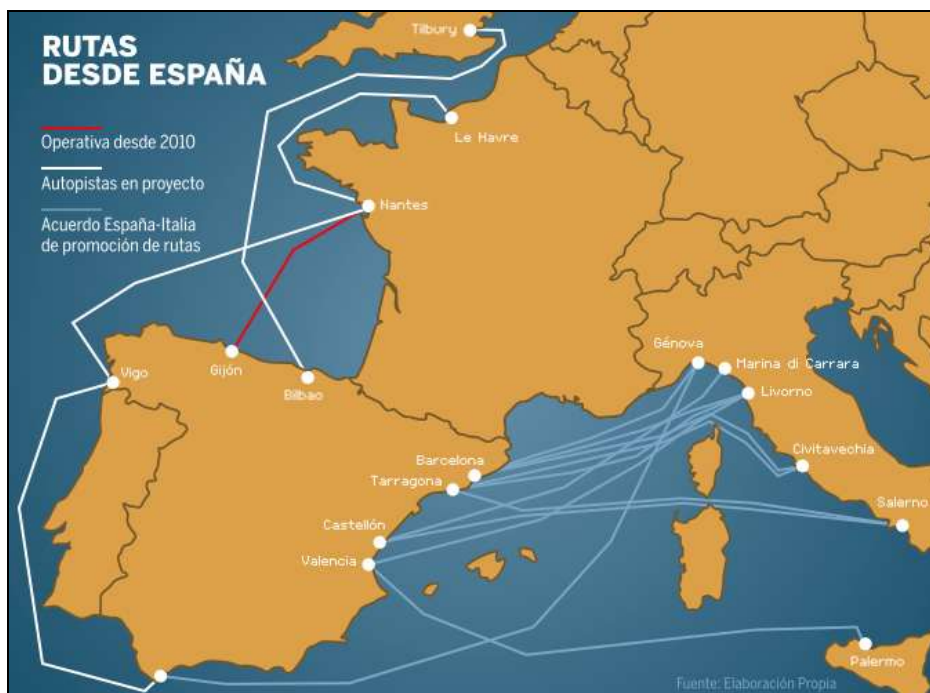 RUTAS
DESDE ESPAÑA
Operativa desde 2010
Autopistas en proyecto
Acuerdo España-Italia
de promoción de rutas
Tilbury
Le Havre
Nantes
Vigo
Gijón
Bilbao
Génova
Marina di Carrara
Livorno
Barcelona
Civitavechia
Tarragona
Salerno
Castellón
Valencia
Palermo
Fuente: Elaboración Propia